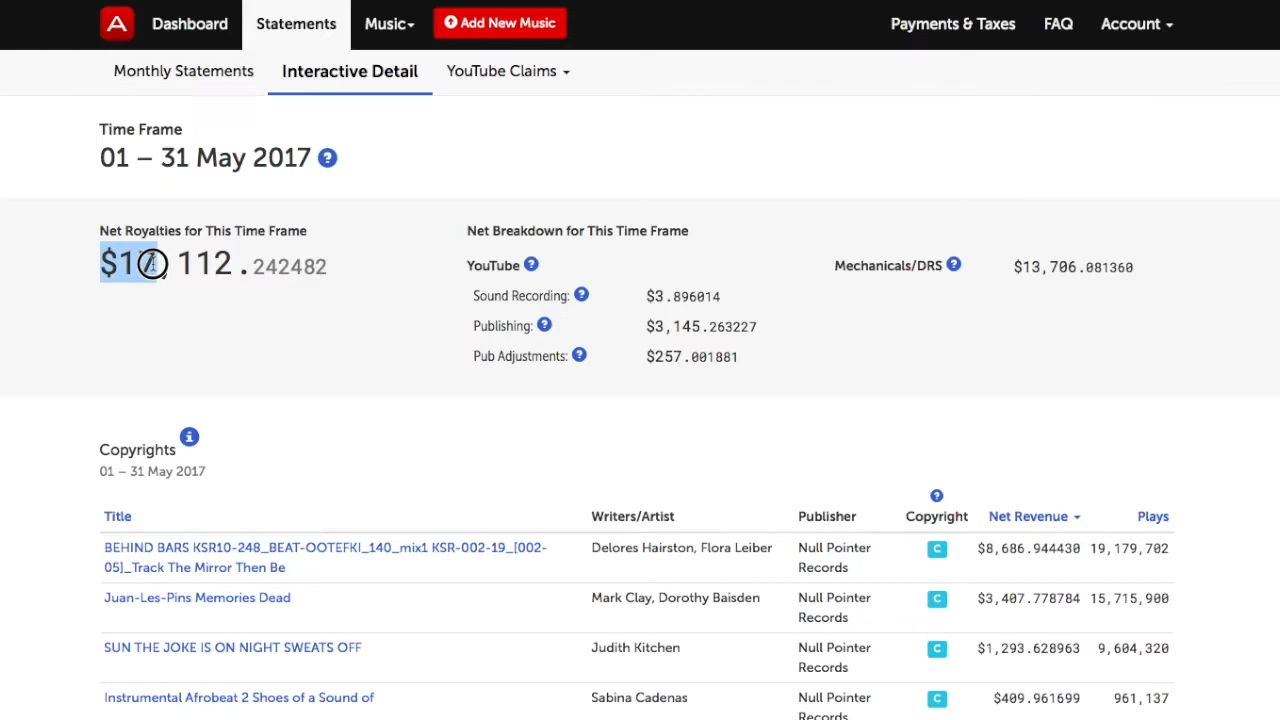 Dashboard Statements Music Add New Music Payments & Taxes FAQ Account
Monthly Statements Interactive Detail YouTube Claims
Time Frame
01 – 31 May 2017
Net Royalties for This Time Frame
112.242482
Net Breakdown for This Time Frame
YouTube
Sound Recording: $3.896014
Publishing: $3,145.263227
Pub Adjustments: $257.001881
Mechanicals/DRS $13,706.081360
Copyrights
01 – 31 May 2017
Title Writers/Artist Publisher Copyright Net Revenue Plays
BEHIND BARS KSR10-248_BEAT-OOTEFKI_140_mix1 KSR-002-19_[002-
05]_Track The Mirror Then Be
Delores Hairston, Flora Leiber
Null Pointer
Records
C
$8,686.944430 19,179,702
Juan-Les-Pins Memories Dead
Mark Clay, Dorothy Baisden
Null Pointer
Records
C
$3,407.778784 15,715,900
SUN THE JOKE IS ON NIGHT SWEATS OFF
Judith Kitchen
Null Pointer
Records
C
$1,293.628963 9,604,320
Instrumental Afrobeat 2 Shoes of a Sound of
Sabina Cadenas
Null Pointer
Records
C
$409.961699 961,137